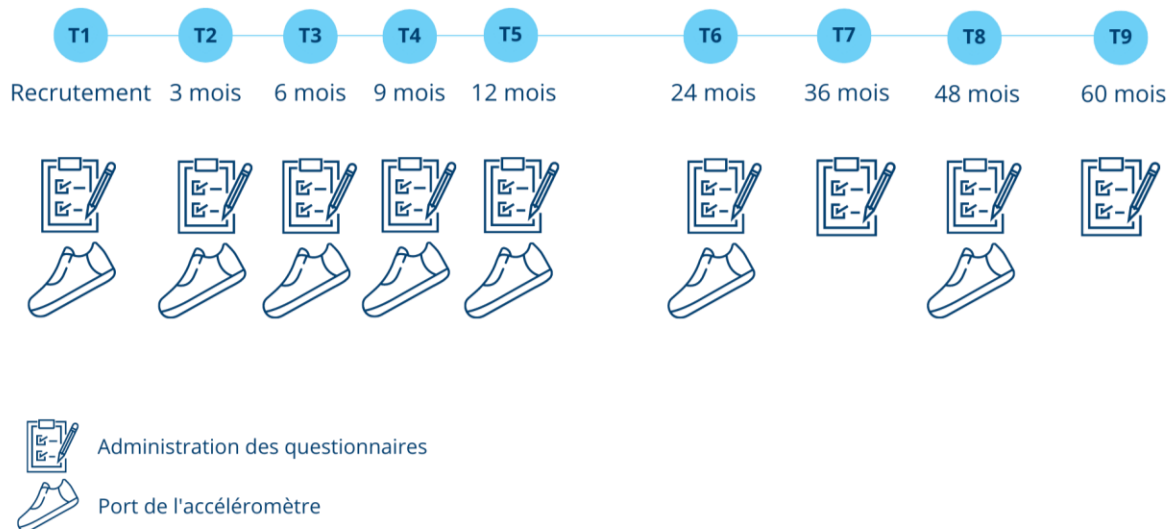 T1 T2 T3 T4 T5 T6 T7 T8 T9
Recrutement 3 mois 6 mois 9 mois 12 mois 24 mois 36 mois 48 mois 60 mois
Administration des questionnaires
Port de l'accéléromètre